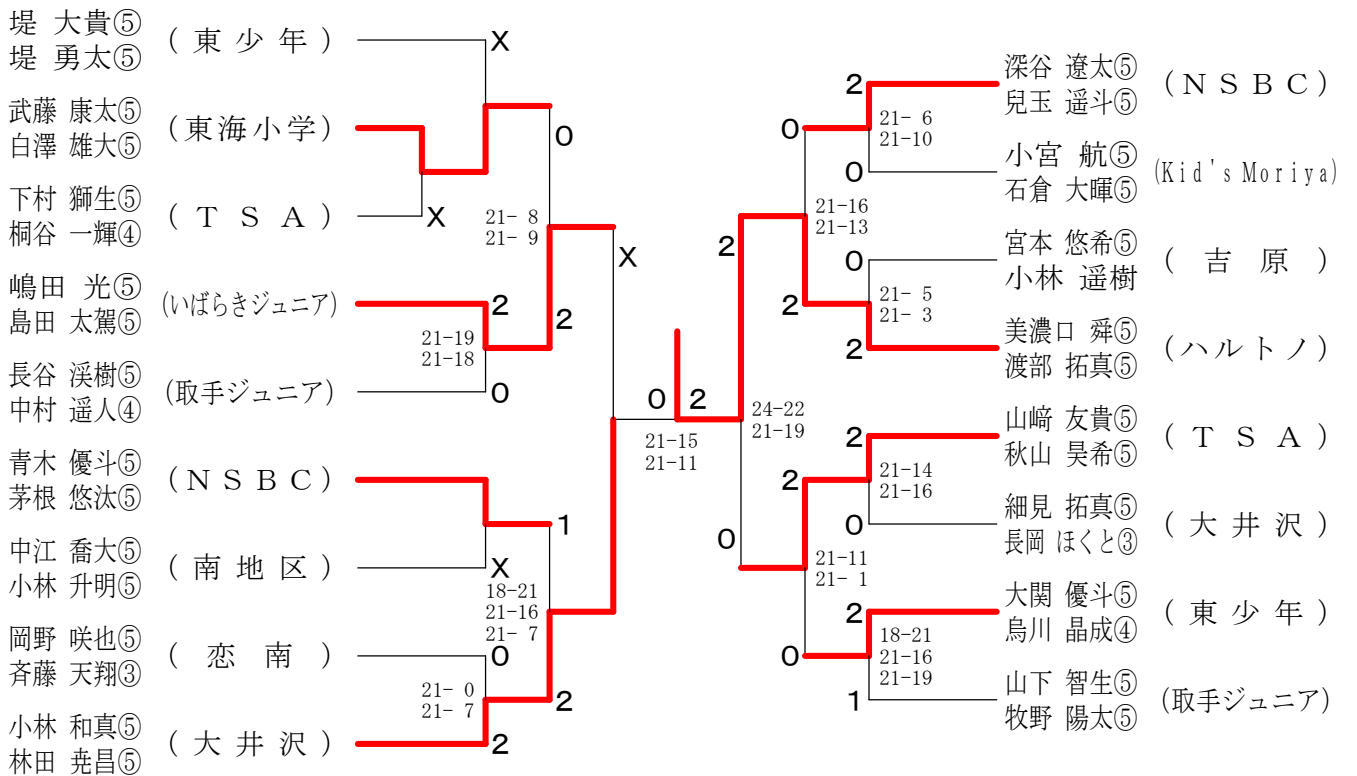 堤 大貴⑤
堤 勇太⑤
(東少年)
X
武藤 康太⑤
白澤 雄大⑤
(東海小学)
0
下村 獅生⑤
桐谷 一輝④
(TSA)
X
21- 8
21- 9
X
嶋田 光⑤
島田 太篤⑤
(いばらきジュニア)
2
2
21-19
21-18
長谷 渓樹⑤
中村 遥人④
(取手ジュニア)
0
青木 優斗⑤
茅根 悠汰⑤
(NSBC)
1
中江 喬大⑤
小林 升明⑤
(南地区)
X
18-21
21-16
21- 7
岡野 咲也⑤
斉藤 天翔③
(恋南)
0
21- 0
21- 7
2
小林 和真⑤
林田 尭昌⑤
(大井沢)
2
0
2
21-15
21-11
深谷 遼太⑤
兒玉 遥斗⑤
(NSBC)
2
0
21- 6
21-10
小宮 航⑤
石倉 大暉⑤
(Kid's Moriya)
0
21-16
21-13
2
宮本 悠希⑤
小林 遥樹
(吉原)
0
2
21- 5
21- 3
美濃口 舜⑤
渡部 拓真⑤
(ハルトノ)
2
24-22
21-19
山﨑 友貴⑤
秋山 昊希⑤
(TSA)
2
2
21-14
21-16
細見 拓真⑤
長岡 ほくと③
(大井沢)
0
0
21-11
21- 1
大関 優斗⑤
烏川 晶成④
(東少年)
2
0
18-21
21-16
21-19
山下 智生⑤
牧野 陽太⑤
(取手ジュニア)
1